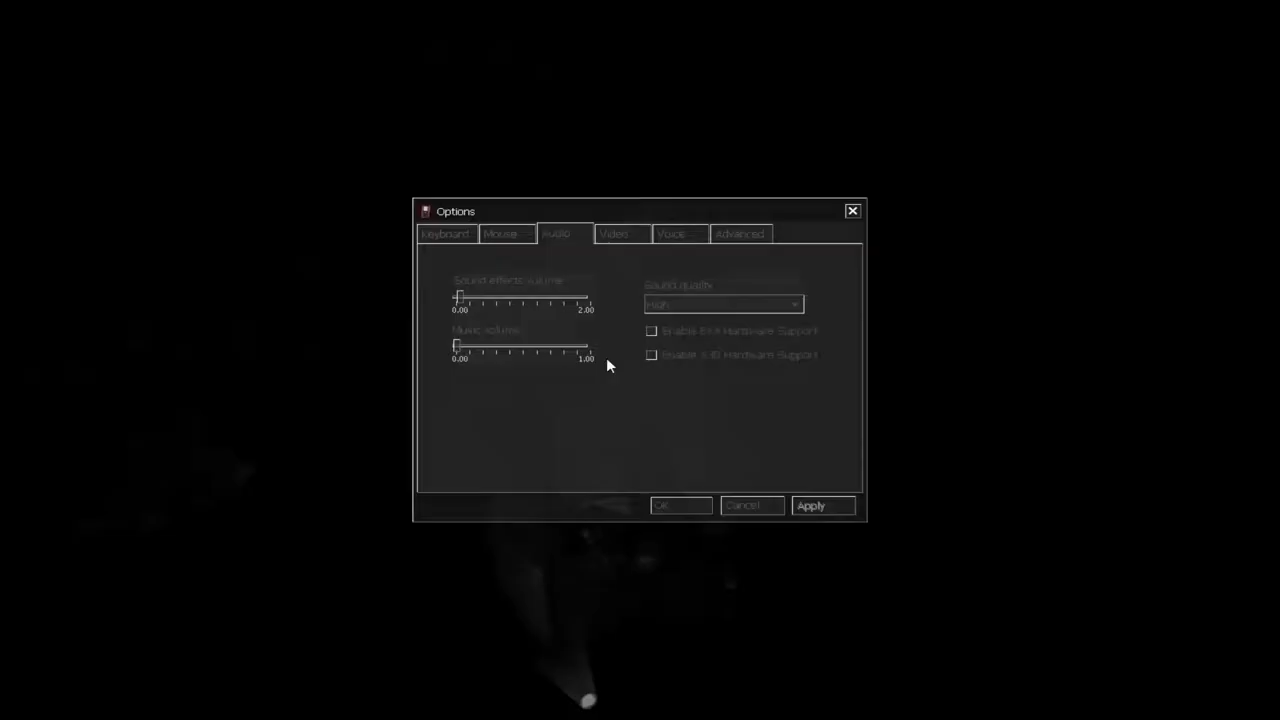 Options
Keyboard Mouse Audio Video Voice Advanced
Sound effects volume
0.00 2.00
Music volume
0.00 1.00
Sound quality
High
Enable EAX Hardware Support
Enable A3D Hardware Support
OK Cancel Apply